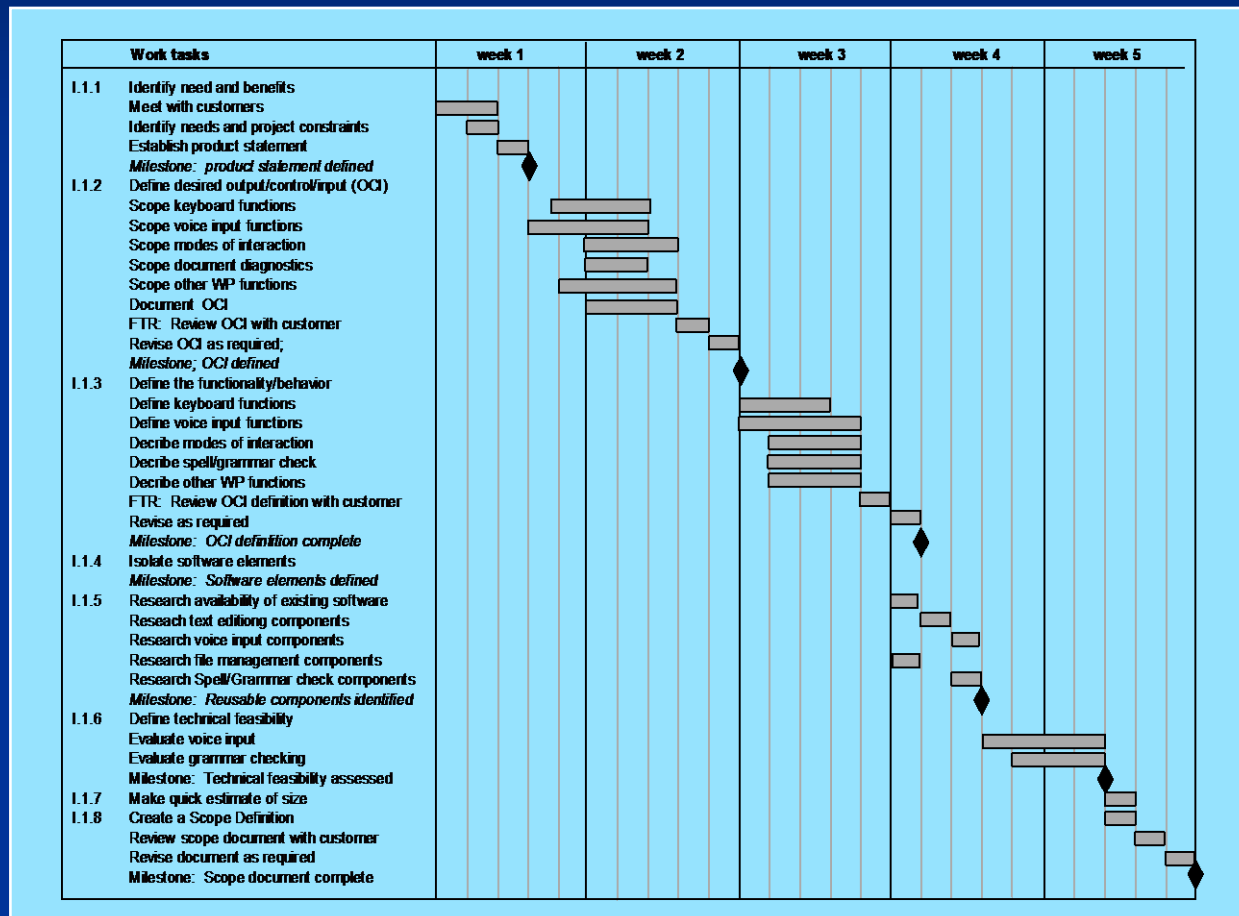 Work tasks week 1 week 2 week 3 week 4 week 5
I.1.1 Identify need and benefits
Meet with customers
Identify needs and project constraints
Establish product statement
Milestone: product statement defined
I.1.2 Define desired output/control/input (OCI)
Scope keyboard functions
Scope voice input functions
Scope modes of interaction
Scope document diagnostics
Scope other WP functions
Document OCI
FTR: Review OCI with customer
Revise OCI as required;
Milestone; OCI defined
I.1.3 Define the functionality/behavior
Define keyboard functions
Define voice input functions
Decribe modes of interaction
Decribe spell/grammar check
Decribe other WP functions
FTR: Review OCI definition with customer
Revise as required
Milestone: OCI definition complete
I.1.4 Isolate software elements
Milestone: Software elements defined
I.1.5 Research availability of existing software
Reseach text editiong components
Research voice input components
Research file management components
Research Spell/Grammar check components
Milestone: Reusable components identified
I.1.6 Define technical feasibility
Evaluate voice input
Evaluate grammar checking
Milestone: Technical feasibility assessed
I.1.7 Make quick estimate of size
I.1.8 Create a Scope Definition
Review scope document with customer
Revise document as required
Milestone: Scope document complete